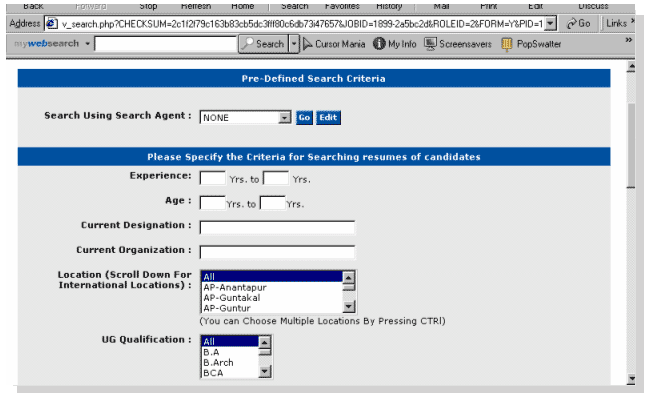 Back Forward Stop Refresh Home Search Favorites History Mail Print Edit Discuss
Address v_search.php?CHECKSUM=2c1f2f79c163b83cb5dc3fff80c6db73476576&JOBID=1899-2a5bc2d&ROLEID=2&FORM=Y&PID=1 Go Links »
mywebsearch Search Cursor Mania My Info Screensavers PopSwatter »
Pre-Defined Search Criteria
Search Using Search Agent : NONE Go Edit
Please Specify the Criteria for Searching resumes of candidates
Experience: Yrs. to Yrs.
Age : Yrs. to Yrs.
Current Designation :
Current Organization :
Location (Scroll Down For All
International Locations) : AP-Anantapur
AP-Guntakal
AP-Guntur
(You can Choose Multiple Locations By Pressing CTRl)
UG Qualification : All
B.A
B.Arch
BCA